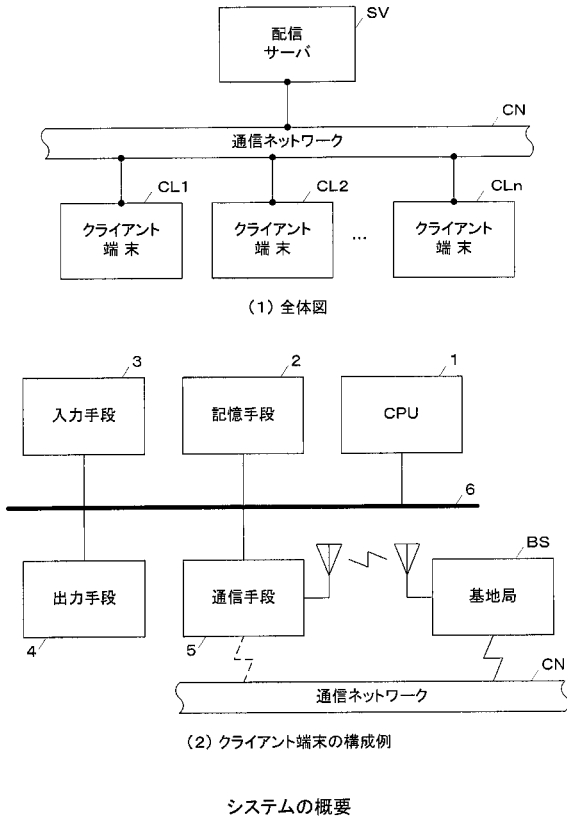 SV
配信
サーバ
CN
通信ネットワーク
CL1
CL2
CLn
クライアント
端 末
クライアント
端 末
...
クライアント
端 末
(1) 全体図
3
2
1
入力手段
記憶手段
CPU
6
BS
出力手段
通信手段
基地局
4
5
CN
通信ネットワーク
(2) クライアント端末の構成例
システムの概要